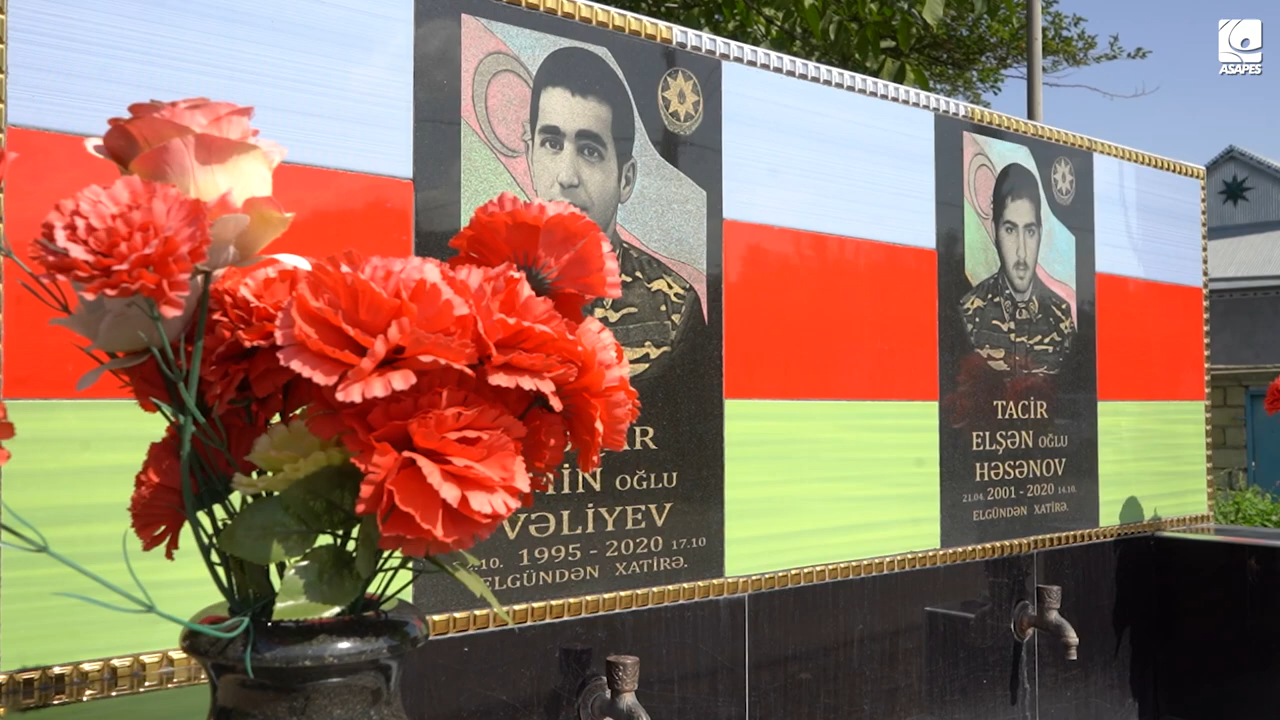 VƏLİYEV
1995 - 2020 17.10
ELGÜNDƏN XATİRƏ.
OĞLU
TACİR
ELŞƏN OĞLU
HƏSƏNOV
21.04. 2001 - 2020 14.10.
ELGÜNDƏN XATİRƏ.
ASAPES